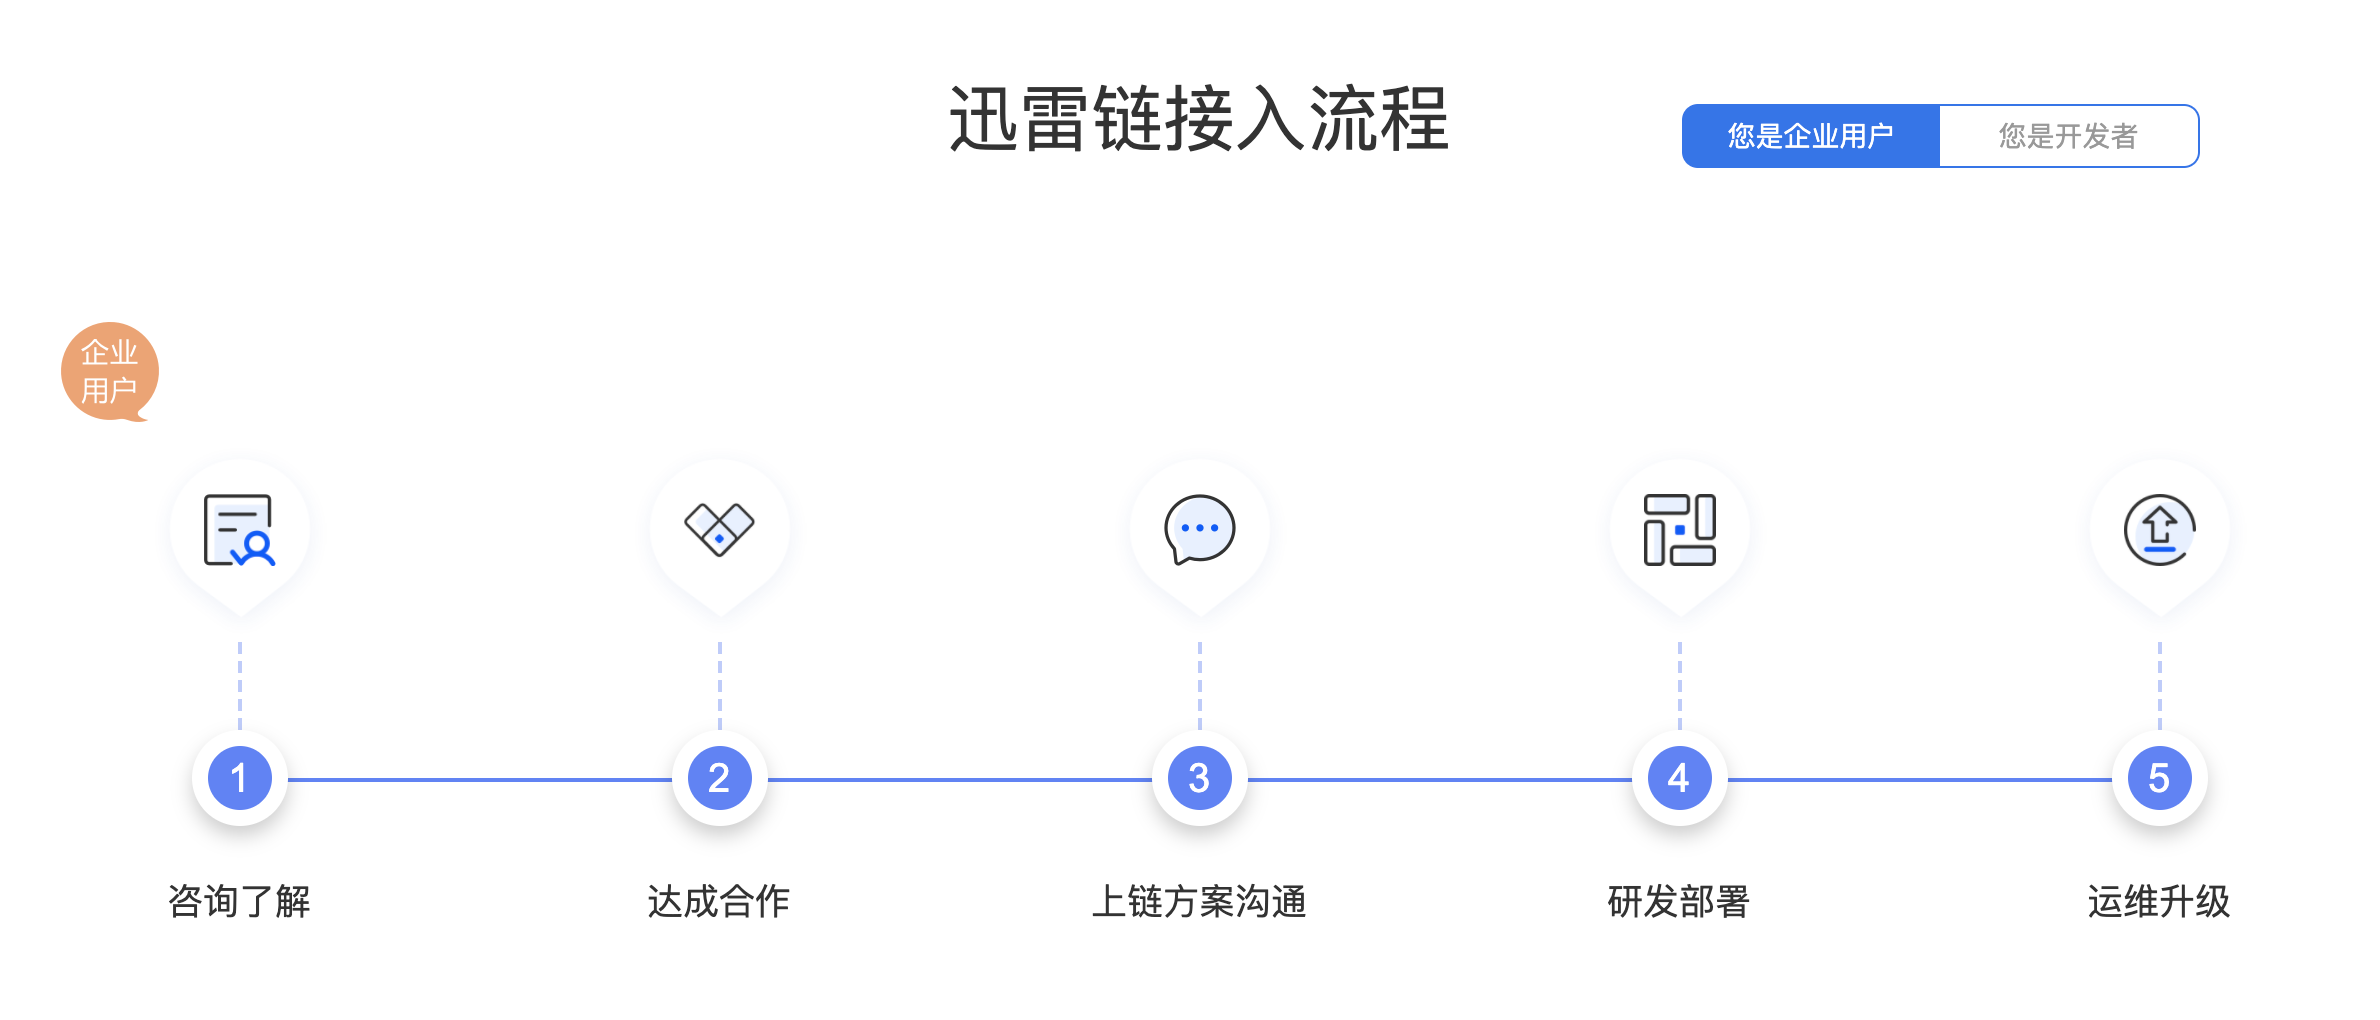 迅雷链接入流程
您是企业用户
您是开发者
企业
用户
1
2
3
4
5
咨询了解
达成合作
上链方案沟通
研发部署
运维升级